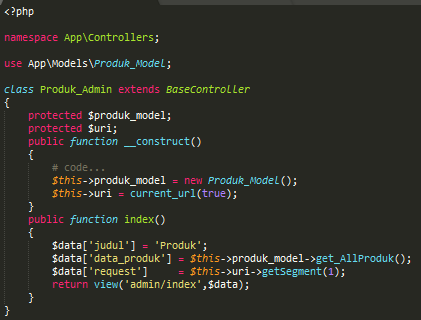 <?php
namespace App\Controllers;
use App\Models\Produk_Model;
class Produk_Admin extends BaseController
{
protected $produk_model;
protected $uri;
public function __construct()
{
# code...
$this->produk_model = new Produk_Model();
$this->uri = current_url(true);
}
public function index()
{
$data['judul'] = 'Produk';
$data['data_produk'] = $this->produk_model->get_AllProduk();
$data['request']     = $this->uri->getSegment(1);
return view('admin/index',$data);
}
}